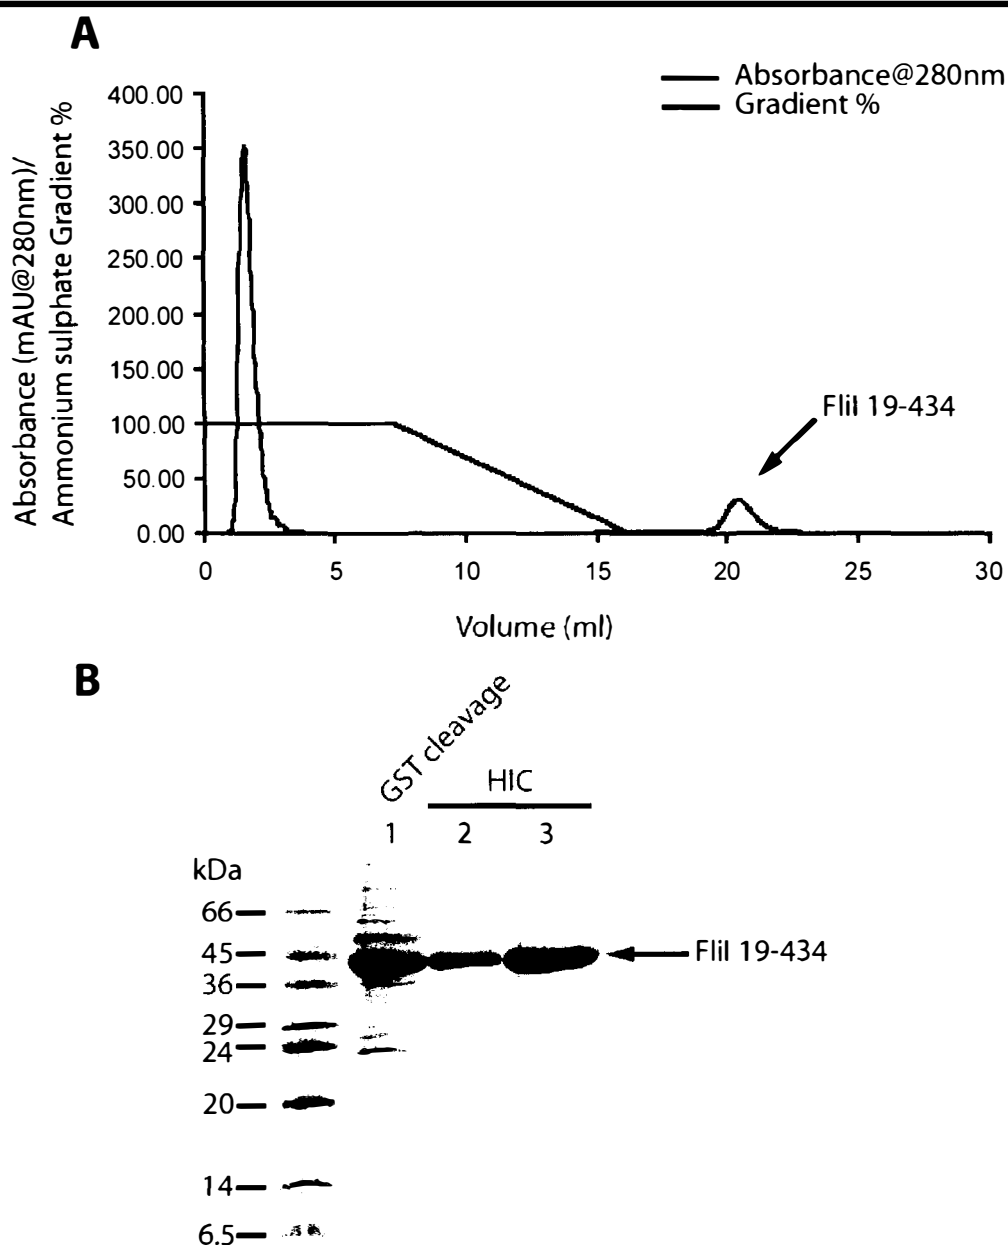 A
Absorbance@280nm
Gradient %
Absorbance (mAU@280nm)/
Ammonium sulphate Gradient %
400.00
350.00
300.00
250.00
200.00
150.00
100.00
50.00
0.00
FliI 19-434
0 5 10 15 20 25 30
Volume (ml)
B
GST cleavage
HIC
1 2 3
kDa
66
45
FliI 19-434
36
29
24
20
14
6.5